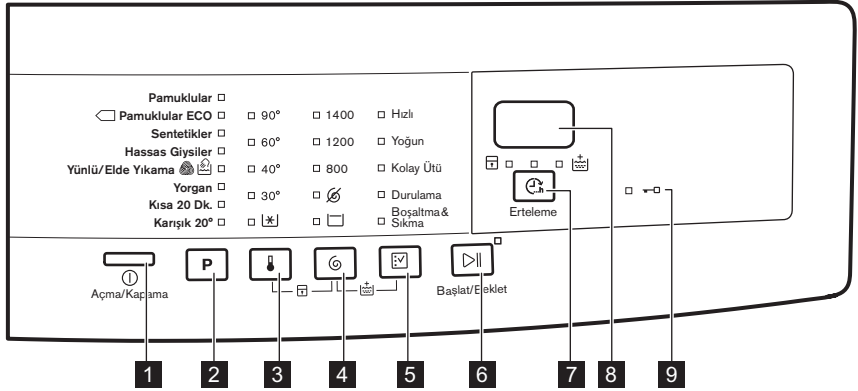 Pamuklular
Pamuklular ECO 90° 1400 Hızlı
Sentetikler
60° 1200 Yoğun
Hassas Giysiler
Yünlü/Elde Yıkama 40° 800 Kolay Ütü
Yorgan
30° Durulama
Kısa 20 Dk.
Karışık 20° Boşaltma&
Sıkma
Erteleme
P
Açma/Kapama
Başlat/Beklet
1 2 3 4 5 6 7 8 9